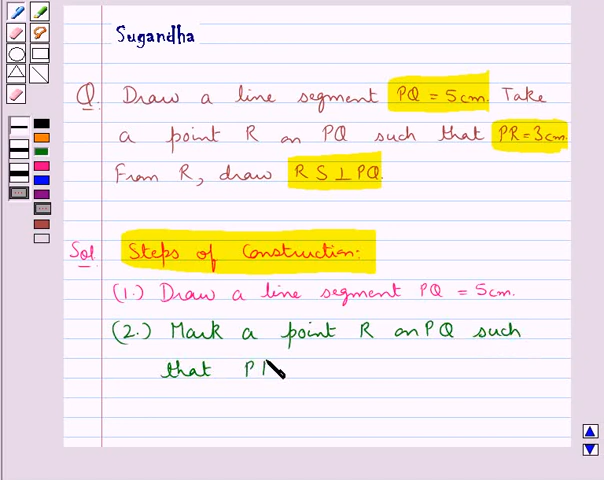 Sugandha
Q. Draw a line segment PQ = 5cm. Take
a point R on PQ such that PR = 3cm.
From R, draw RS ⊥ PQ.
Sol Steps of Construction:
(1.) Draw a line segment PQ = 5cm.
(2.) Mark a point R on PQ such
that P